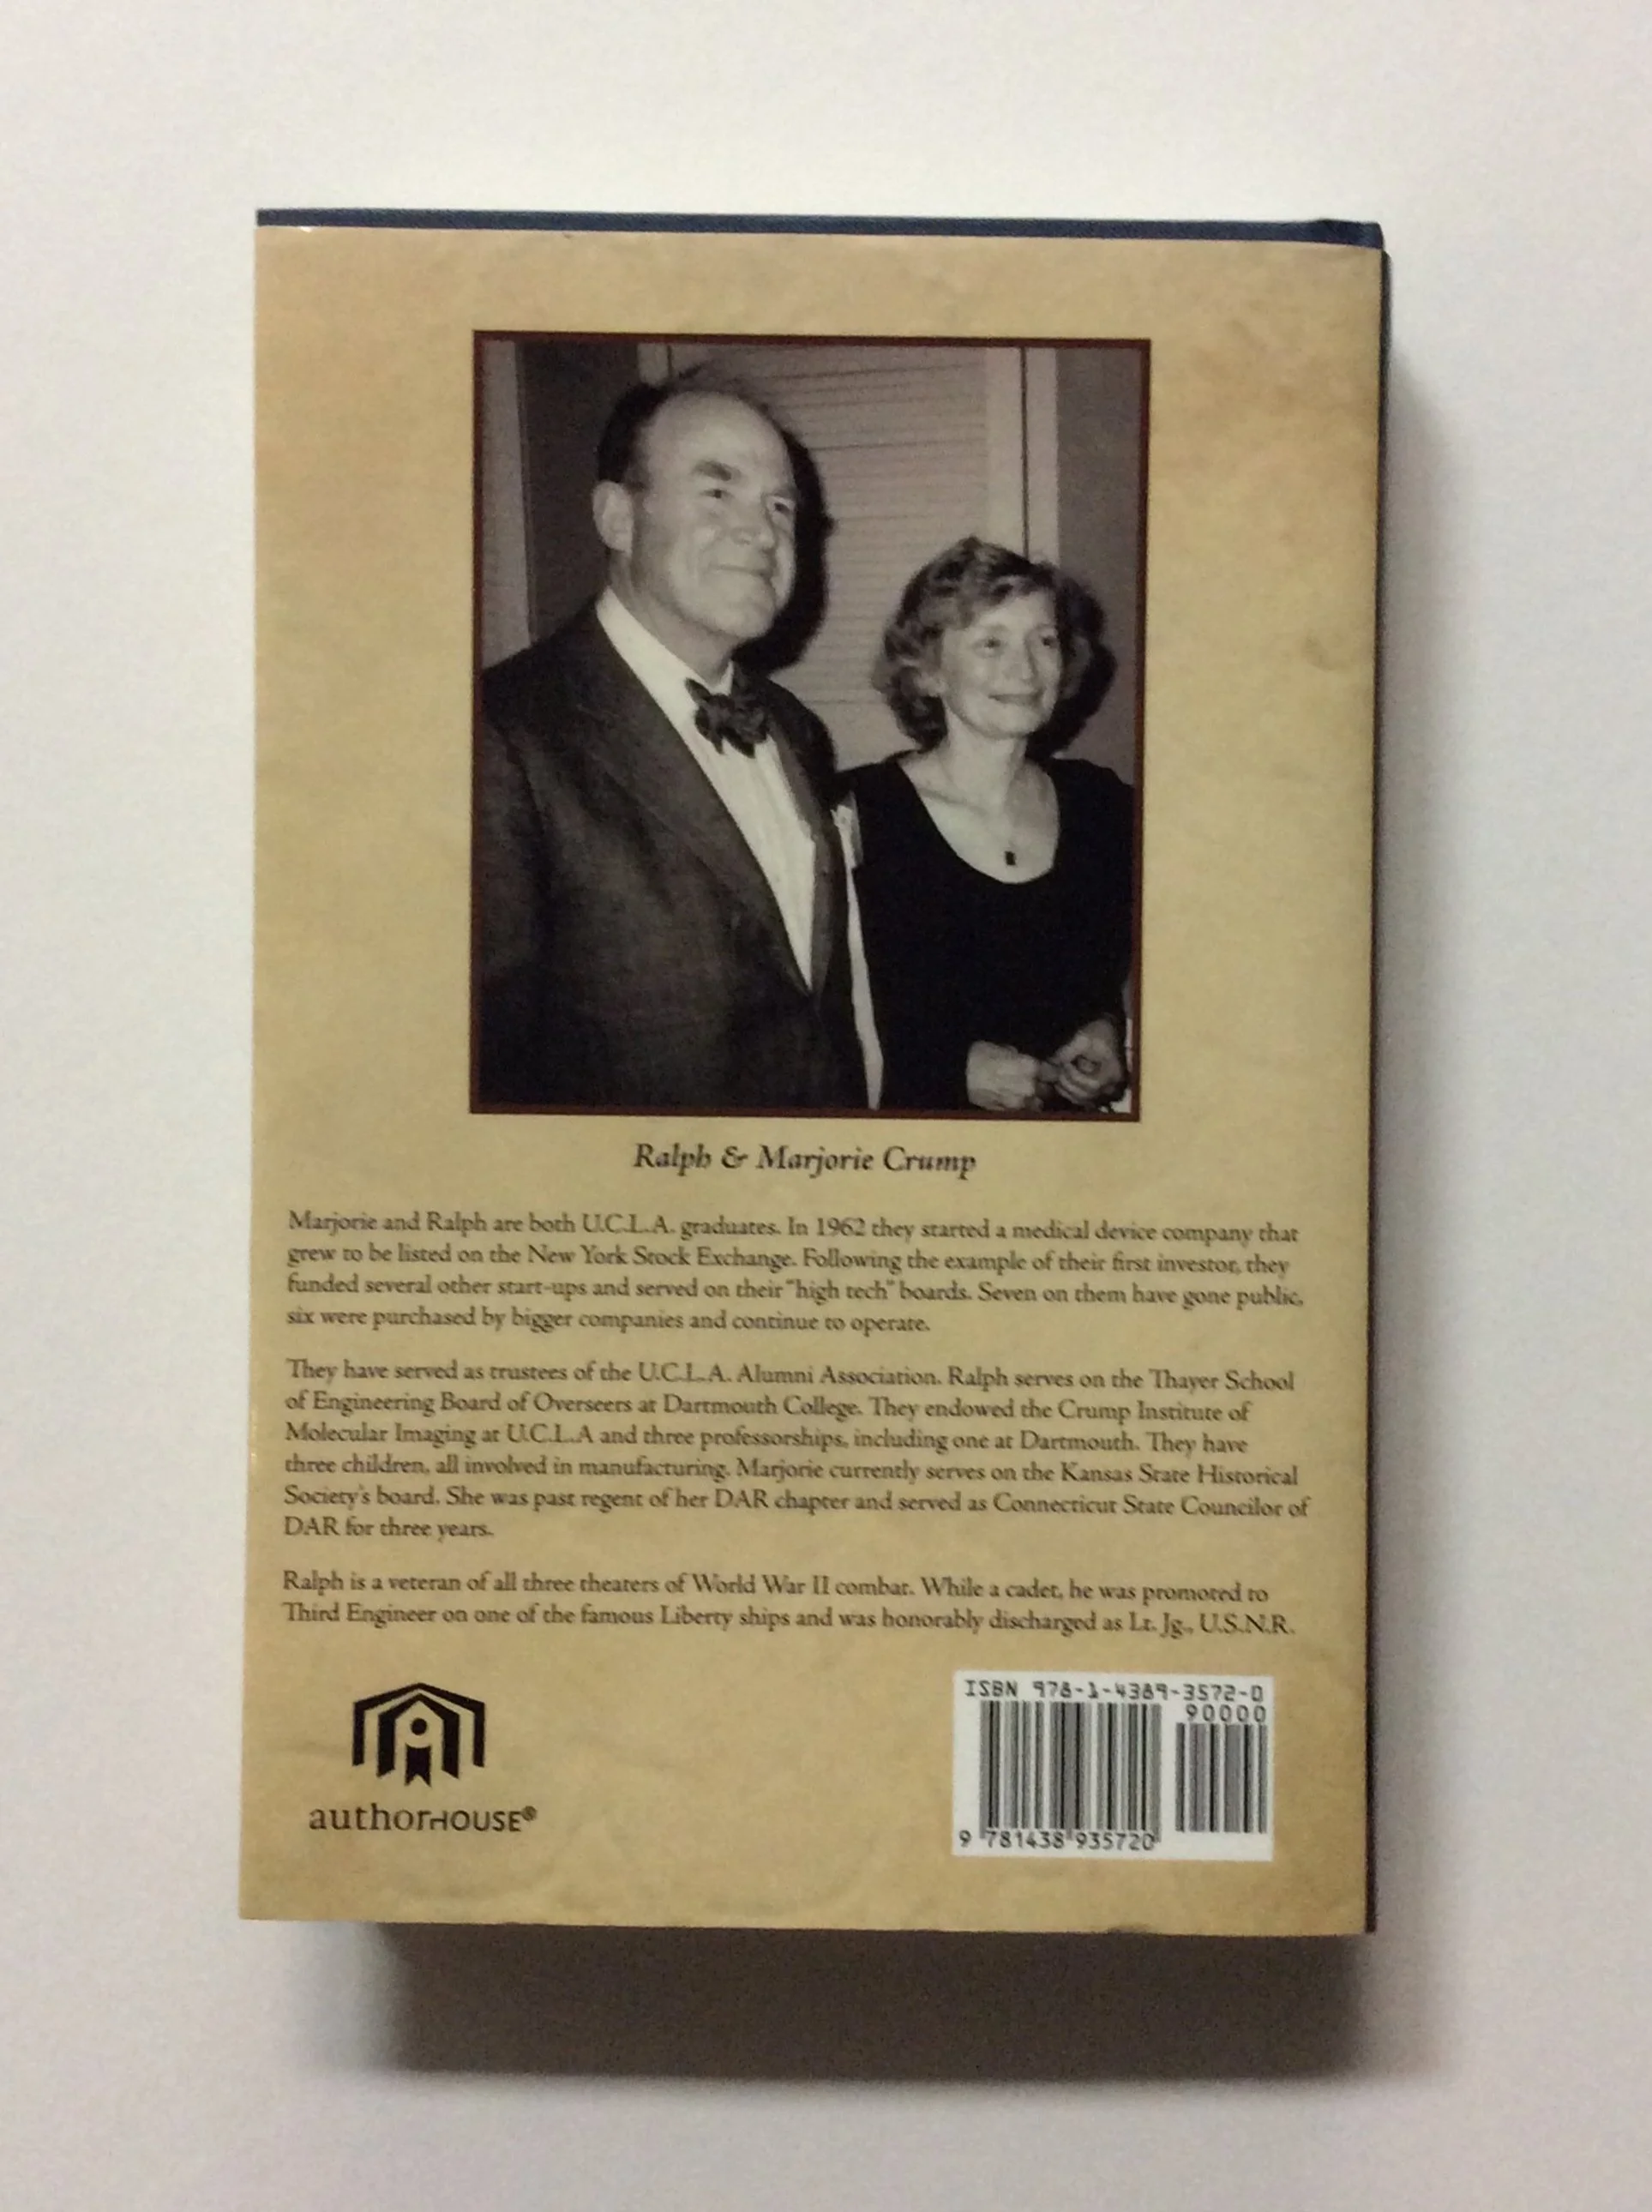 Ralph & Marjorie Crump
Marjorie and Ralph are both U.C.L.A. graduates. In 1962 they started a medical device company that
grew to be listed on the New York Stock Exchange. Following the example of their first investor, they
funded several other start-ups and served on their "high tech" boards. Seven on them have gone public,
six were purchased by bigger companies and continue to operate.
They have served as trustees of the U.C.L.A. Alumni Association. Ralph serves on the Thayer School
of Engineering Board of Overseers at Dartmouth College. They endowed the Crump Institute of
Molecular Imaging at U.C.L.A and three professorships, including one at Dartmouth. They have
three children, all involved in manufacturing. Marjorie currently serves on the Kansas State Historical
Society's board. She was past regent of her DAR chapter and served as Connecticut State Councilor of
DAR for three years.
Ralph is a veteran of all three theaters of World War II combat. While a cadet, he was promoted to
Third Engineer on one of the famous Liberty ships and was honorably discharged as Lt. Jg., U.S.N.R.
authorHOUSE®
ISBN 978-1-4389-3572-0
90000
9 781438 935720